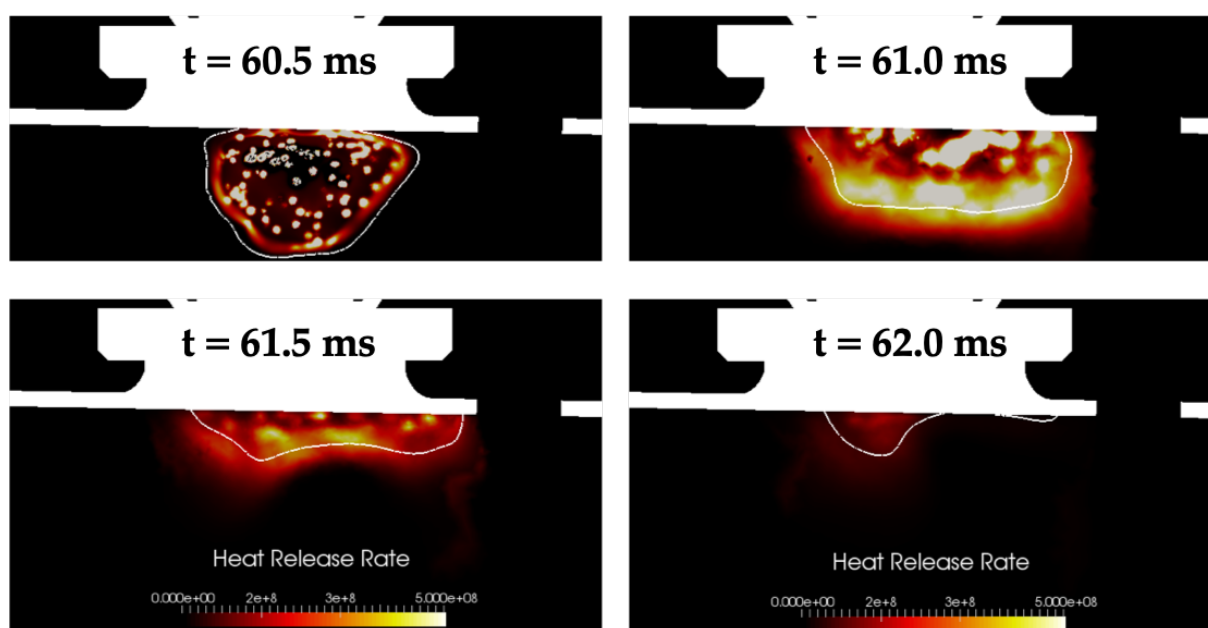 t = 60.5 ms
t = 61.0 ms
t = 61.5 ms
t = 62.0 ms
Heat Release Rate
0.000e+00 2e+8 3e+8 5.000e+08
Heat Release Rate
0.000e+00 2e+8 3e+8 5.000e+08